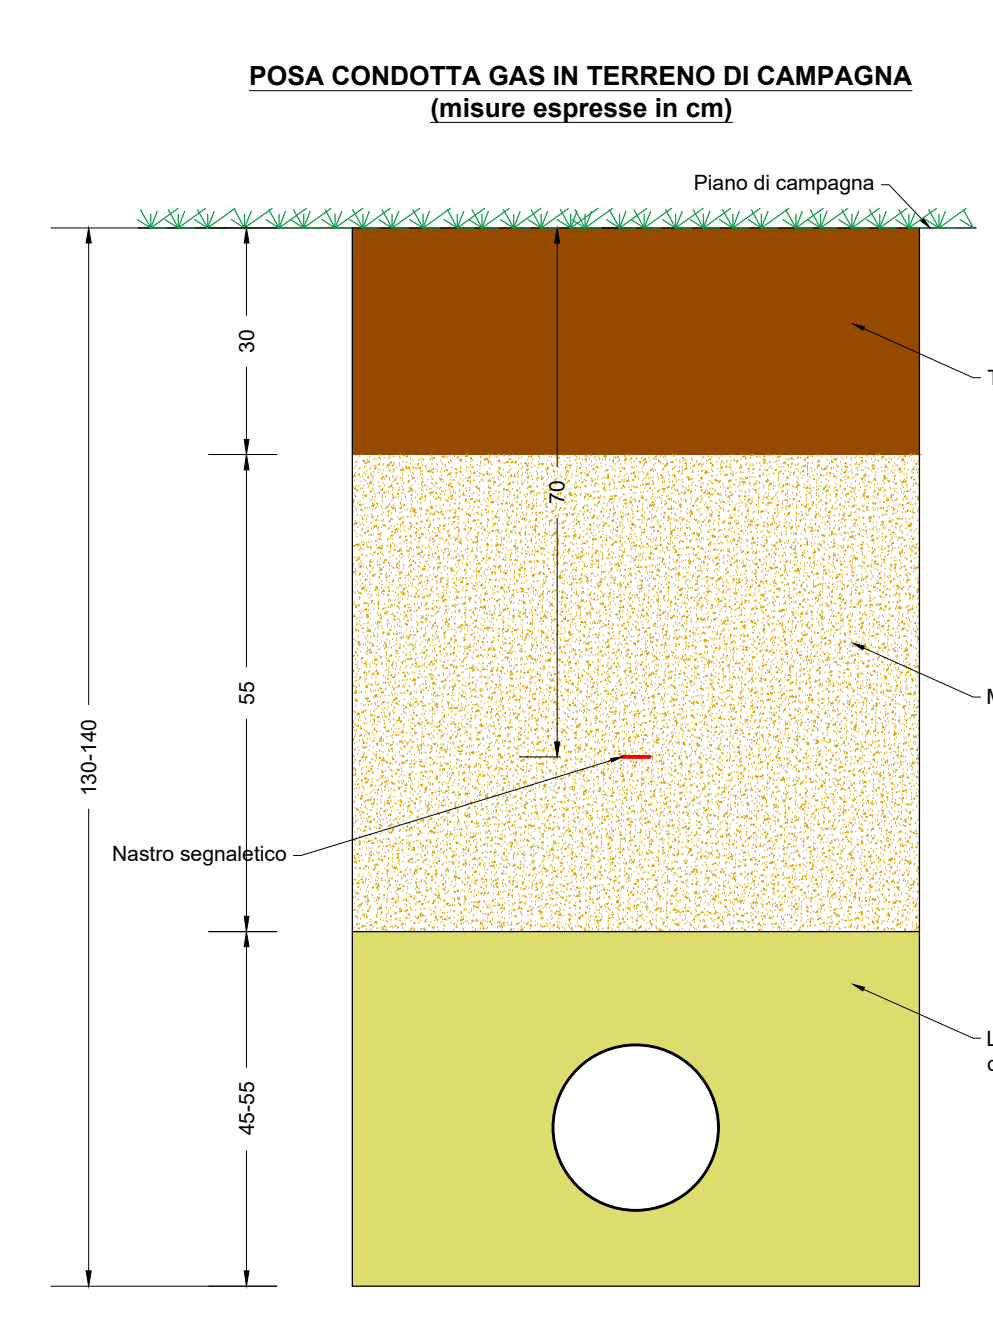 POSA CONDOTTA GAS IN TERRENO DI CAMPAGNA
(misure espresse in cm)
Piano di campagna
30
70
55
130-140
Nastro segnaletico
45-55